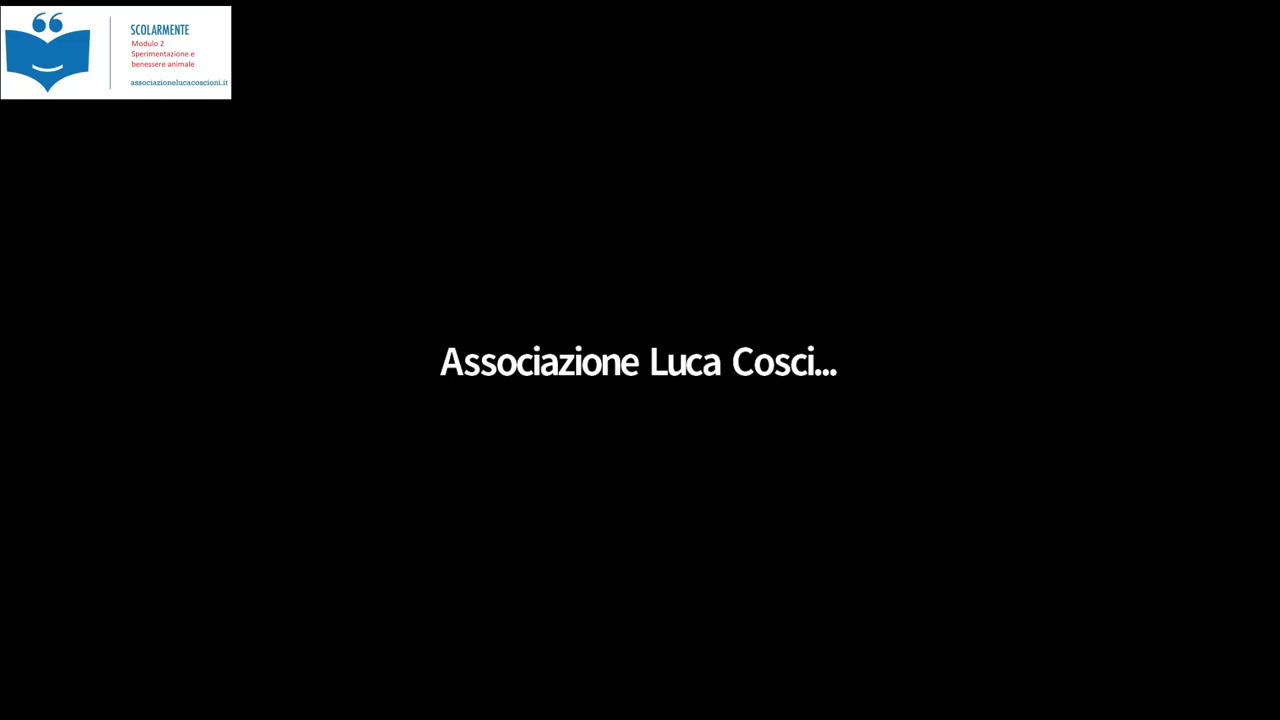 SCOLARMENTE
Modulo 2
Sperimentazione e
benessere animale
associazionelucacoscioni.it
Associazione Luca Cosci...